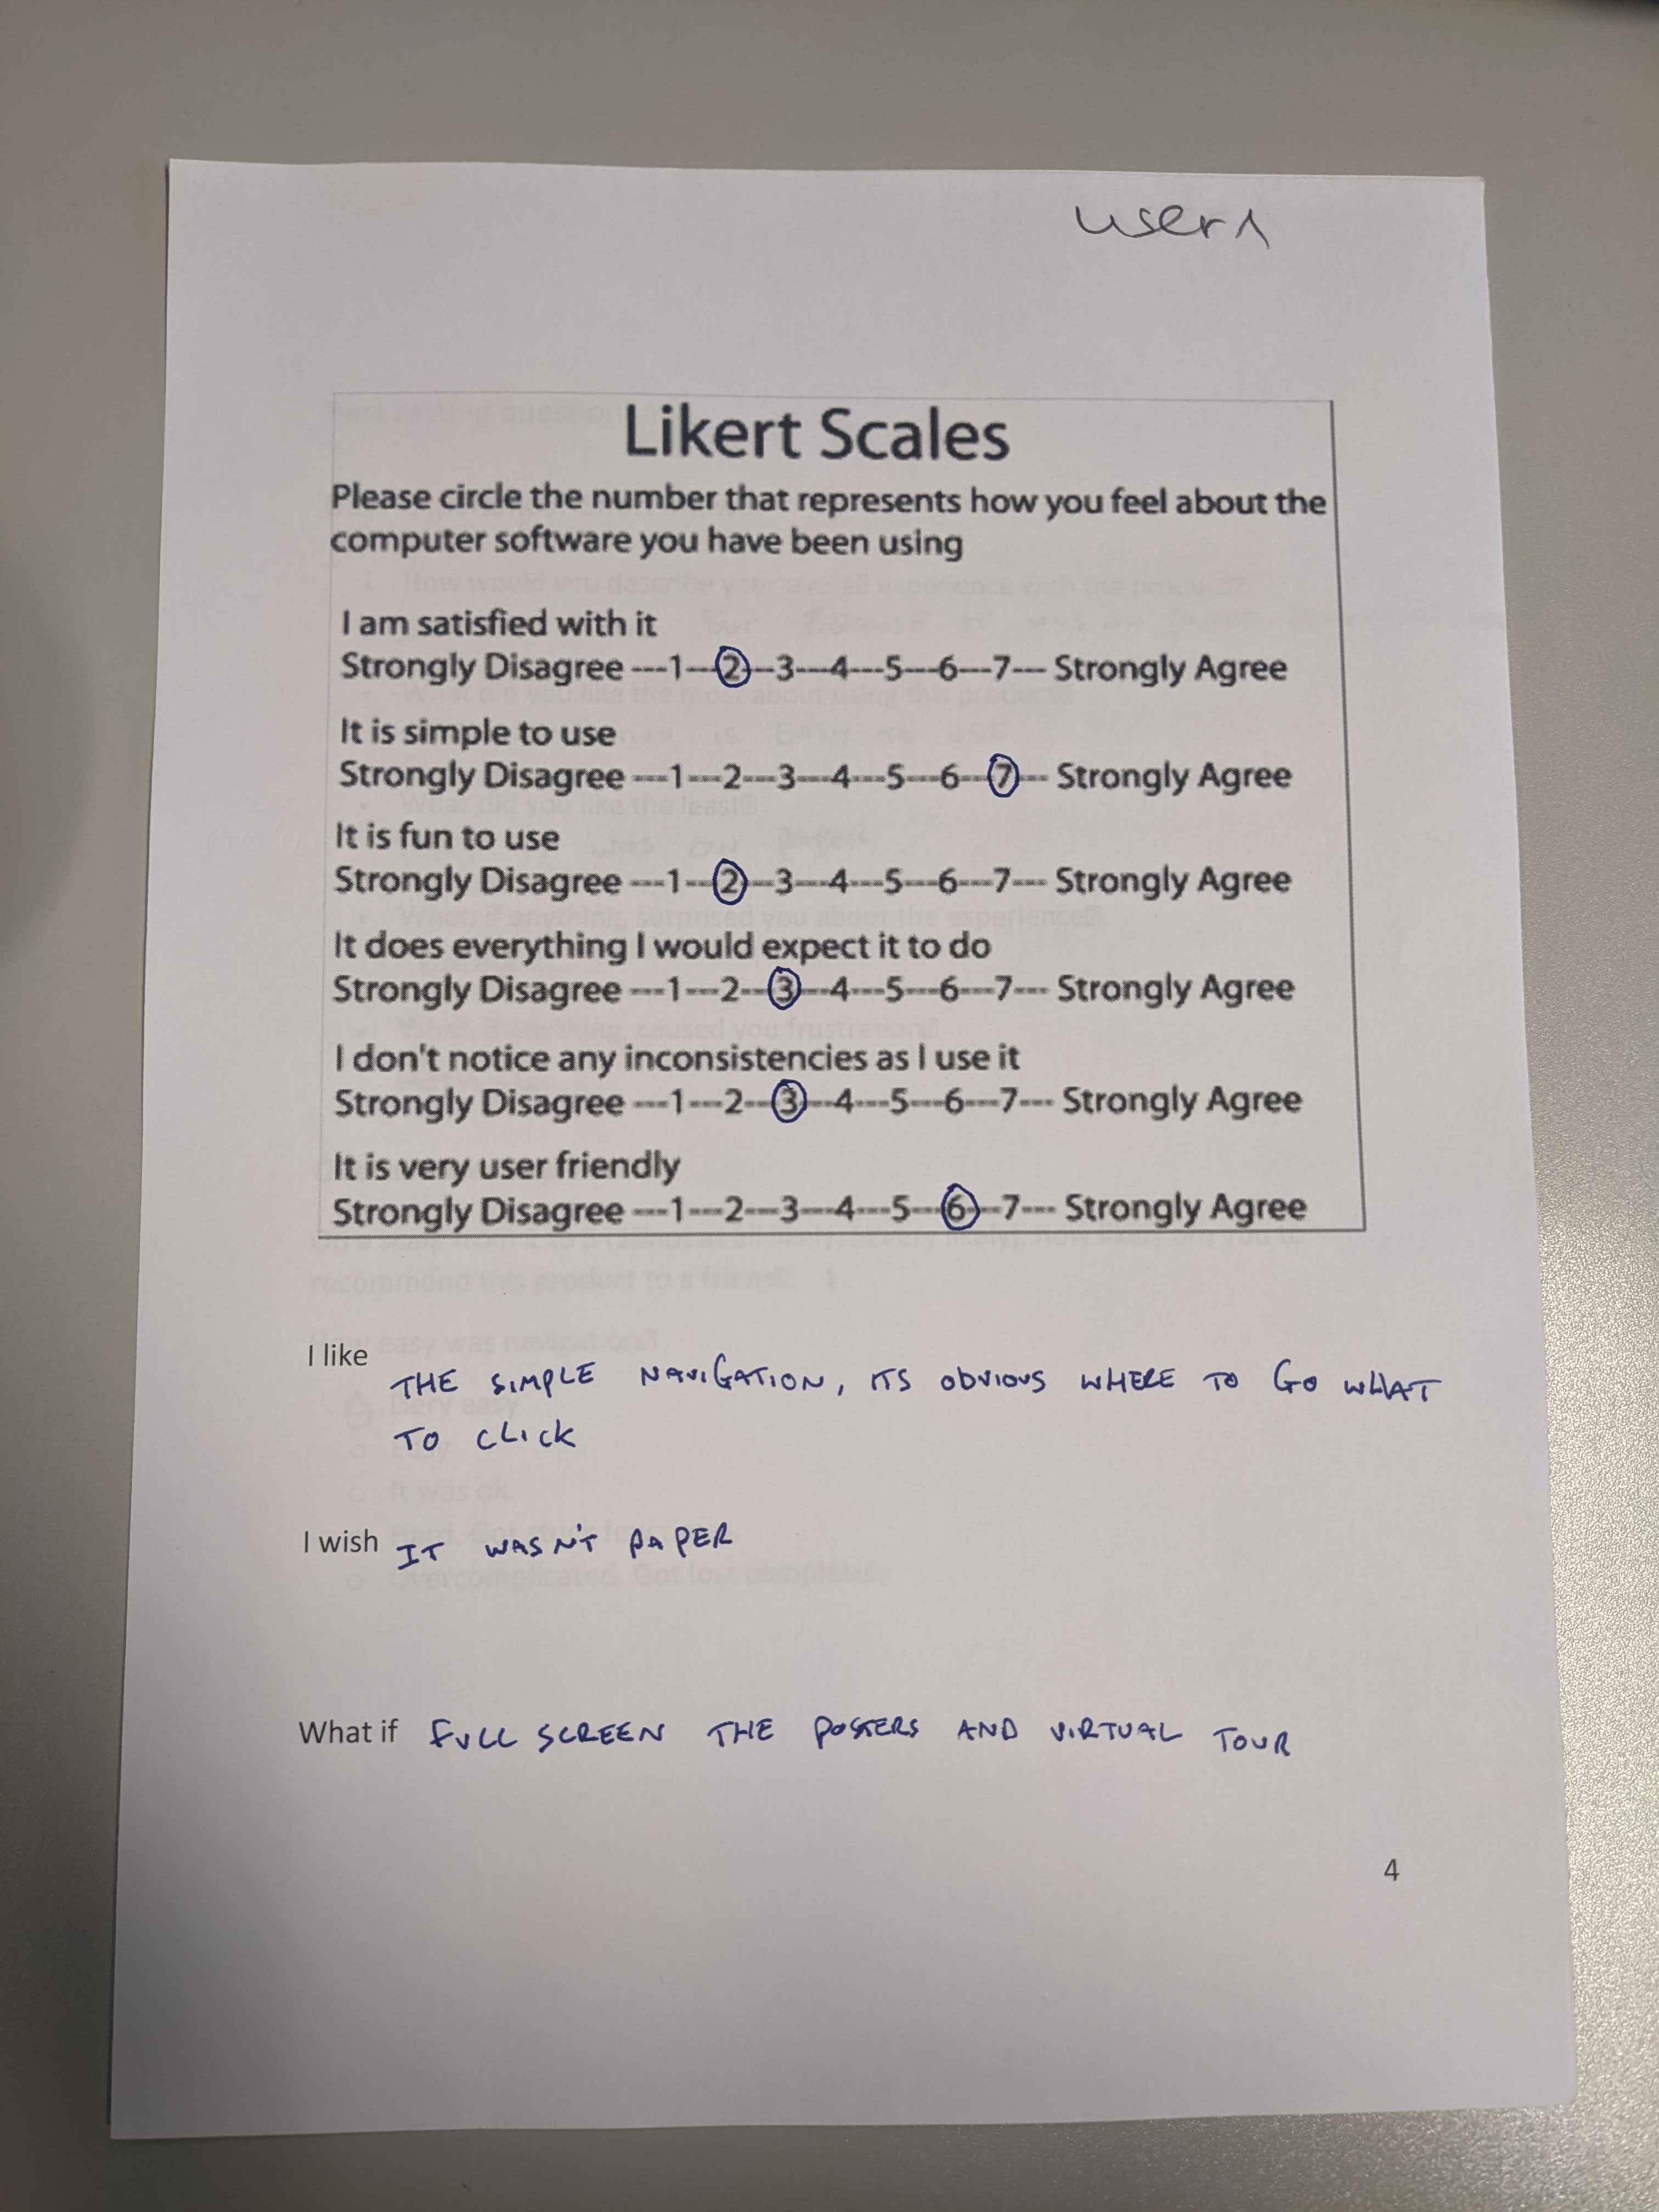 user1
Likert Scales
Please circle the number that represents how you feel about the
computer software you have been using
I am satisfied with it
Strongly Disagree ---1---2---3---4---5---6---7--- Strongly Agree
It is simple to use
Strongly Disagree ---1---2---3---4---5---6---7--- Strongly Agree
It is fun to use
Strongly Disagree ---1---2---3---4---5---6---7--- Strongly Agree
It does everything I would expect it to do
Strongly Disagree ---1---2---3---4---5---6---7--- Strongly Agree
I don't notice any inconsistencies as I use it
Strongly Disagree ---1---2---3---4---5---6---7--- Strongly Agree
It is very user friendly
Strongly Disagree ---1---2---3---4---5---6---7--- Strongly Agree
I like THE SIMPLE NAVIGATION, ITS OBVIOUS WHERE TO GO WHAT
TO CLICK
I wish IT WASN'T PAPER
What if FULL SCREEN THE POSTERS AND VIRTUAL TOUR
4